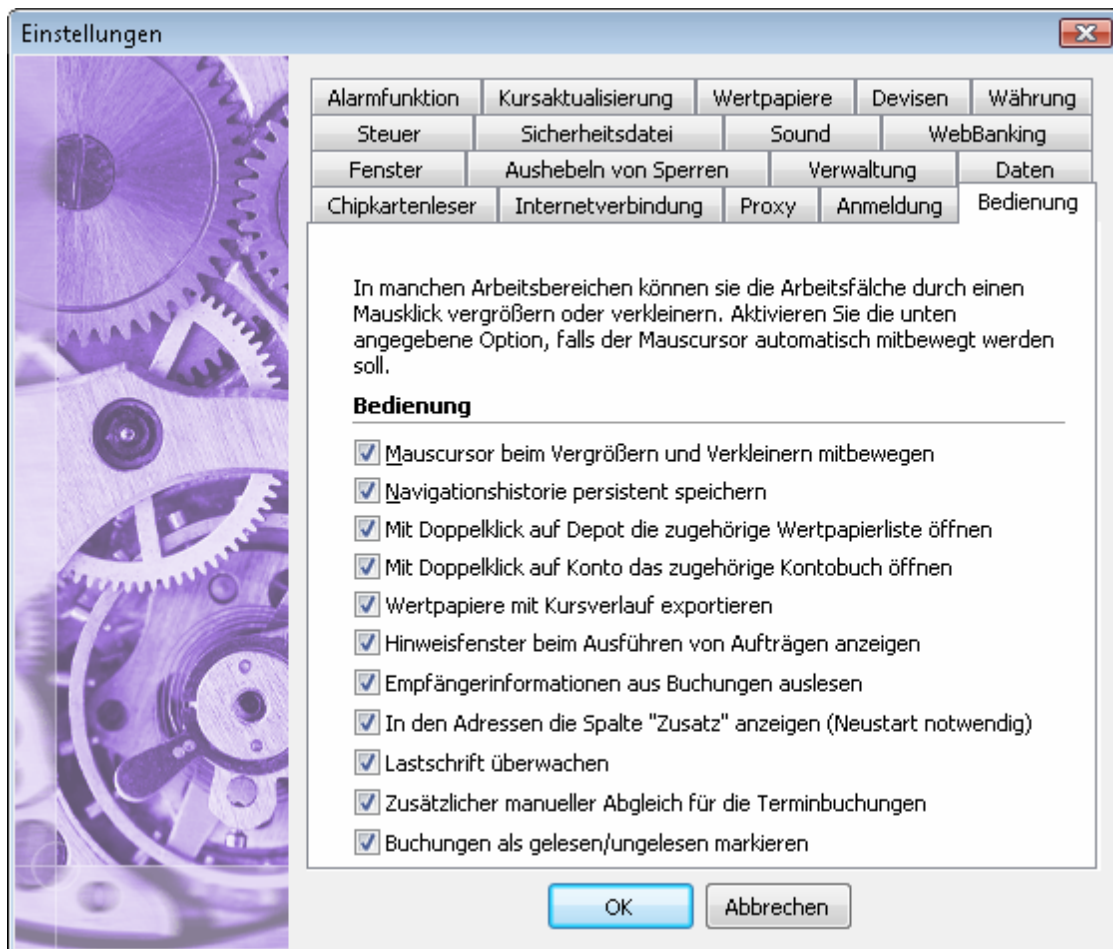 Einstellungen
Alarmfunktion Kursaktualisierung Wertpapiere Devisen Währung
Steuer Sicherheitsdatei Sound WebBanking
Fenster Aushebeln von Sperren Verwaltung Daten
Chipkartenleser Internetverbindung Proxy Anmeldung Bedienung
In manchen Arbeitsbereichen können sie die Arbeitsfälche durch einen
Mausklick vergrößern oder verkleinern. Aktivieren Sie die unten
angegebene Option, falls der Mauscursor automatisch mitbewegt werden
soll.
Bedienung
Mauscursor beim Vergrößern und Verkleinern mitbewegen
Navigationshistorie persistent speichern
Mit Doppelklick auf Depot die zugehörige Wertpapierliste öffnen
Mit Doppelklick auf Konto das zugehörige Kontobuch öffnen
Wertpapiere mit Kursverlauf exportieren
Hinweisfenster beim Ausführen von Aufträgen anzeigen
Empfängerinformationen aus Buchungen auslesen
In den Adressen die Spalte "Zusatz" anzeigen (Neustart notwendig)
Lastschrift überwachen
Zusätzlicher manueller Abgleich für die Terminbuchungen
Buchungen als gelesen/ungelesen markieren
OK Abbrechen